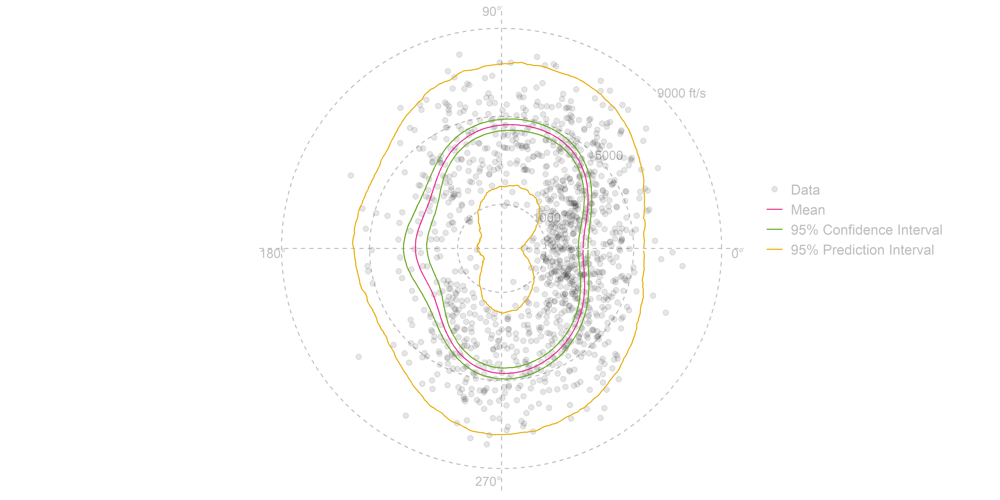 90°
9000 ft/s
5000
1000
180°
0°
270°
Data
Mean
95% Confidence Interval
95% Prediction Interval